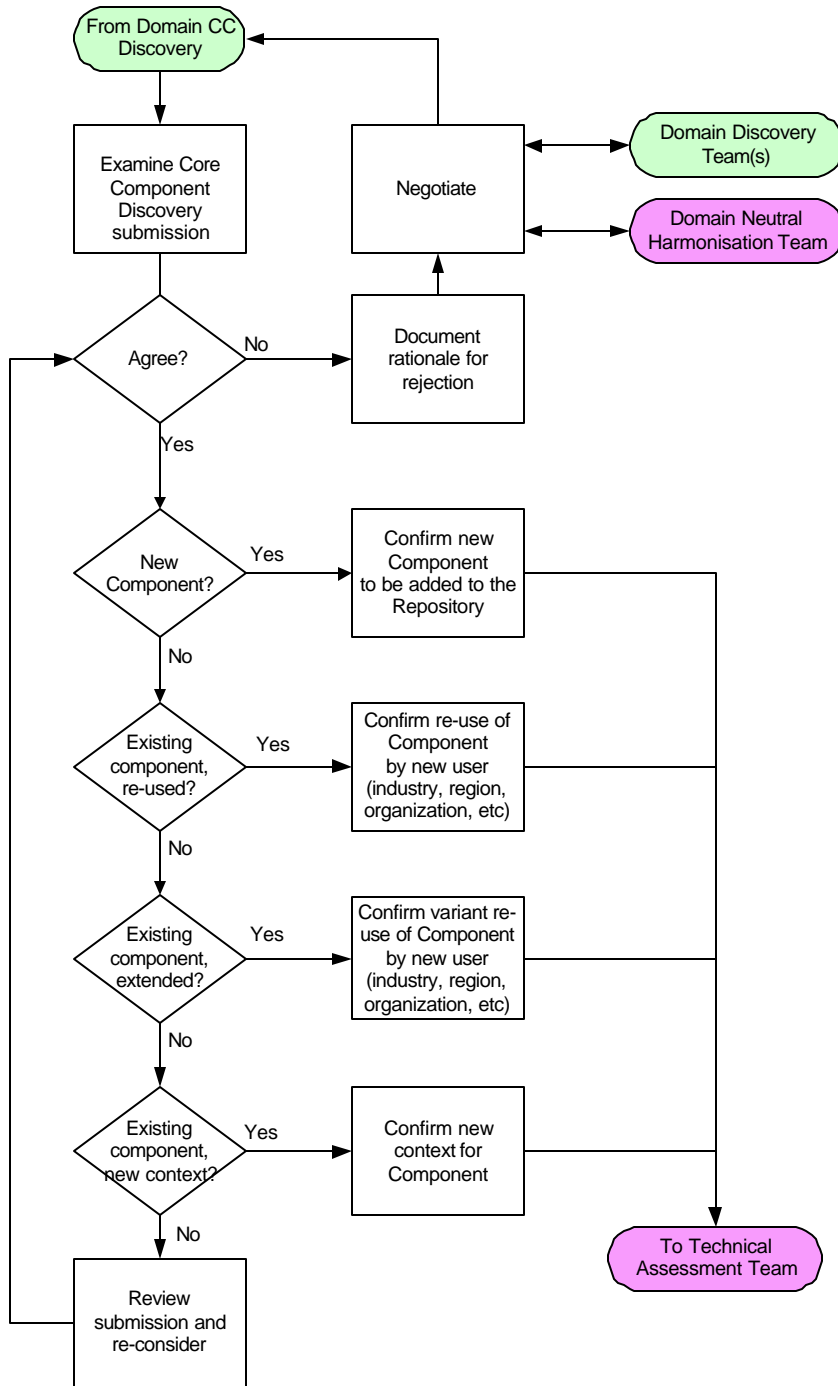 From Domain CC
Discovery
Examine Core
Component
Discovery
submission
Negotiate
Domain Discovery
Team(s)
Domain Neutral
Harmonisation Team
Agree?
No
Document
rationale for
rejection
Yes
New
Component?
Yes
Confirm new
Component
to be added to the
Repository
No
Existing
component,
re-used?
Yes
Confirm re-use of
Component
by new user
(industry, region,
organization, etc)
No
Existing
component,
extended?
Yes
Confirm variant re-
use of Component
by new user
(industry, region,
organization, etc)
No
Existing
component,
new context?
Yes
Confirm new
context for
Component
No
To Technical
Assessment Team
Review
submission and
re-consider